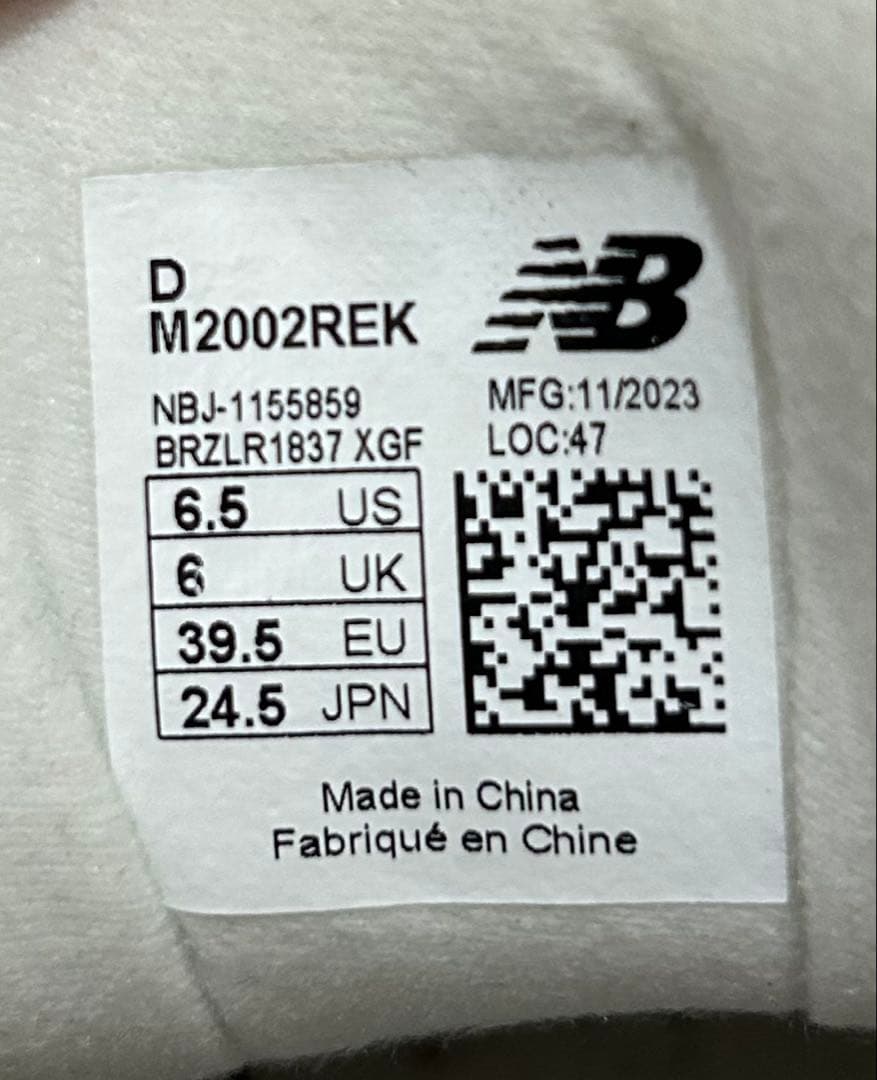 D
M2002REK
NB
NBJ-1155859
MFG:11/2023
BRZLR1837 XGF
LOC:47
6.5 US
6 UK
39.5 EU
24.5 JPN
Made in China
Fabriqué en Chine